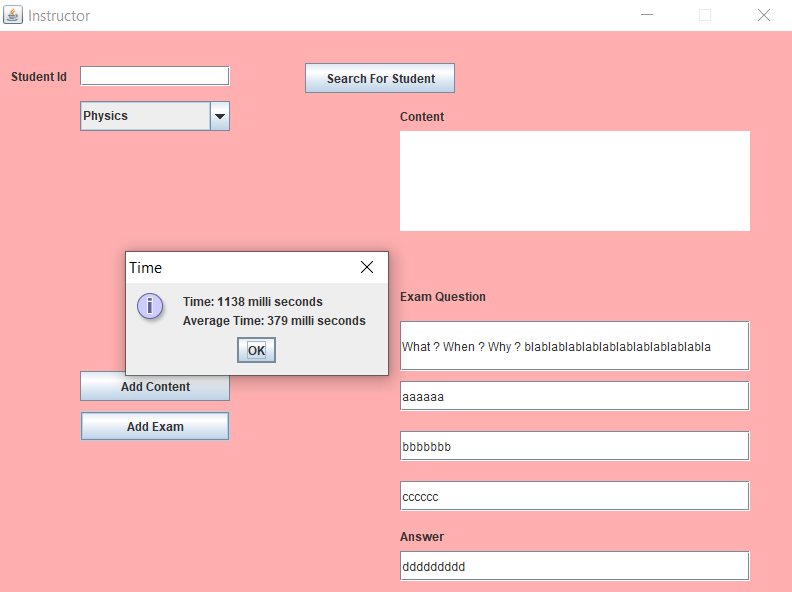 Instructor
Student Id
Search For Student
Physics
Content
Time
Time: 1138 milli seconds
Average Time: 379 milli seconds
OK
Exam Question
What ? When ? Why ? blablablablablablablablablablabla
Add Content
aaaaaa
Add Exam
bbbbbbb
cccccc
Answer
ddddddddd